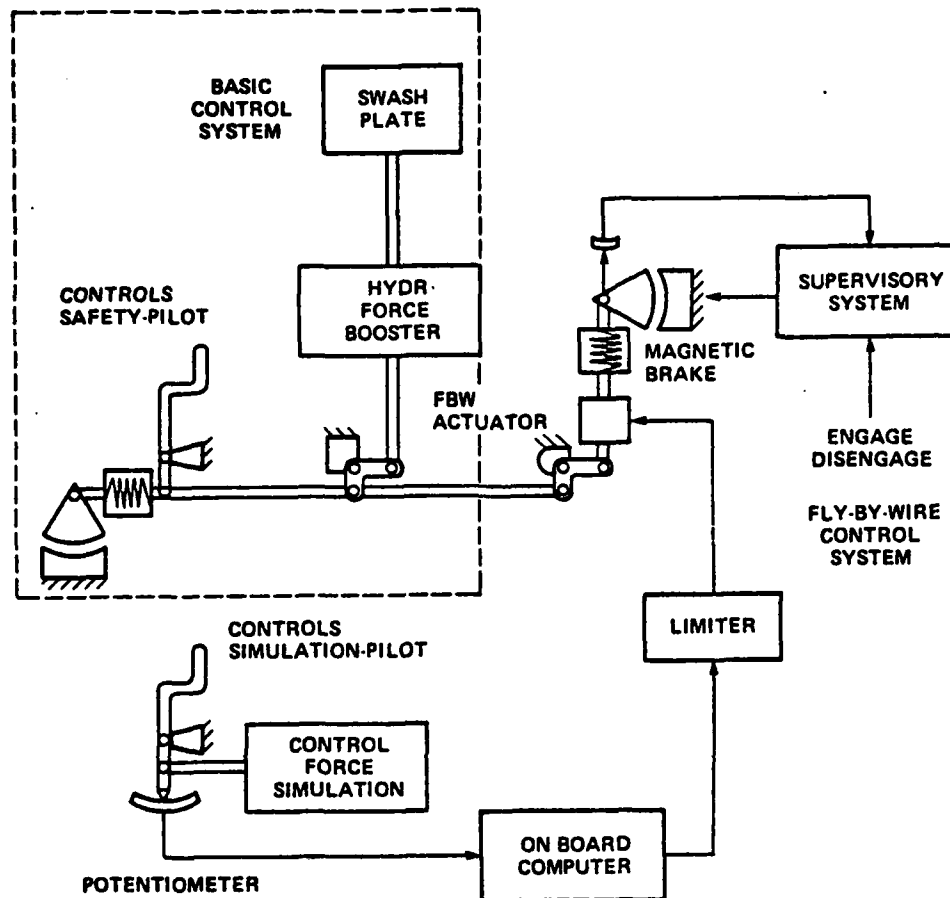 BASIC
CONTROL
SYSTEM
SWASH
PLATE
CONTROLS
SAFETY-PILOT
HYDR·
FORCE
BOOSTER
SUPERVISORY
SYSTEM
MAGNETIC
BRAKE
FBW
ACTUATOR
ENGAGE
DISENGAGE
FLY-BY-WIRE
CONTROL
SYSTEM
LIMITER
CONTROLS
SIMULATION-PILOT
CONTROL
FORCE
SIMULATION
ON BOARD
COMPUTER
POTENTIOMETER